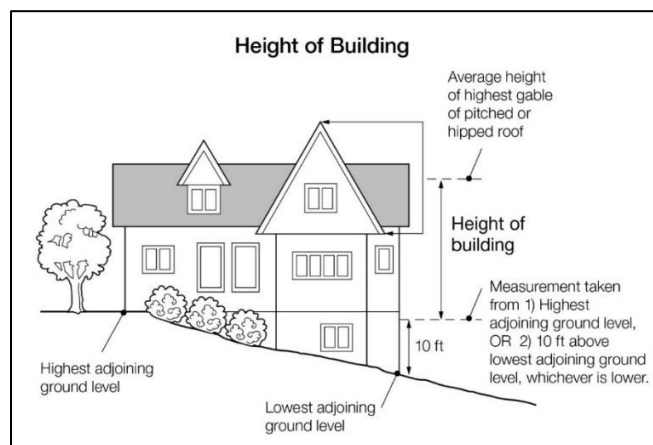 Height of Building
Average height
of highest gable
of pitched or
hipped roof
Height of
building
Measurement taken
from 1) Highest
adjoining ground level,
OR 2) 10 ft above
lowest adjoining ground
level, whichever is lower.
10 ft
Highest adjoining
ground level
Lowest adjoining
ground level